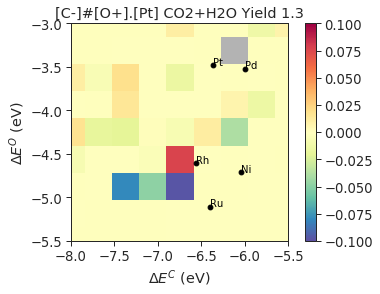 [C-]#[O+].[Pt] CO2+H2O Yield 1.3
−3.0
−3.5
−4.0
−4.5
−5.0
−5.5
ΔE^O (eV)
Pt
Pd
Rh
Ni
Ru
−8.0 −7.5 −7.0 −6.5 −6.0 −5.5
ΔE^C (eV)
0.100
0.075
0.050
0.025
0.000
−0.025
−0.050
−0.075
−0.100